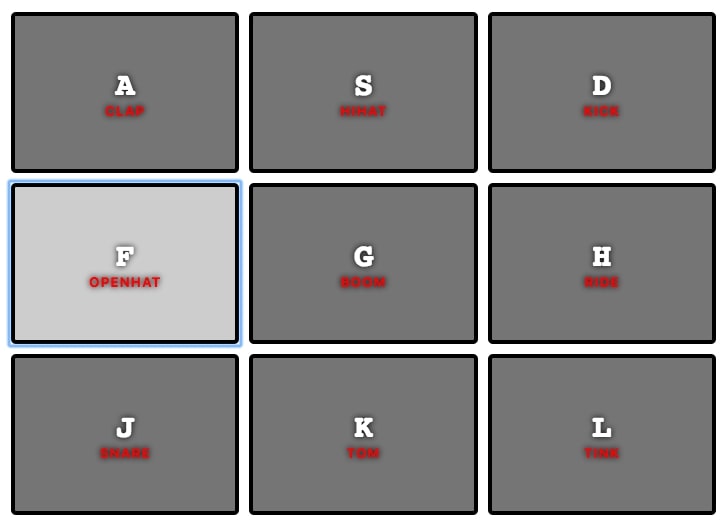 A
CLAP
S
HIHAT
D
KICK
F
OPENHAT
G
BOOM
H
RIDE
J
SNARE
K
TOM
L
TINK